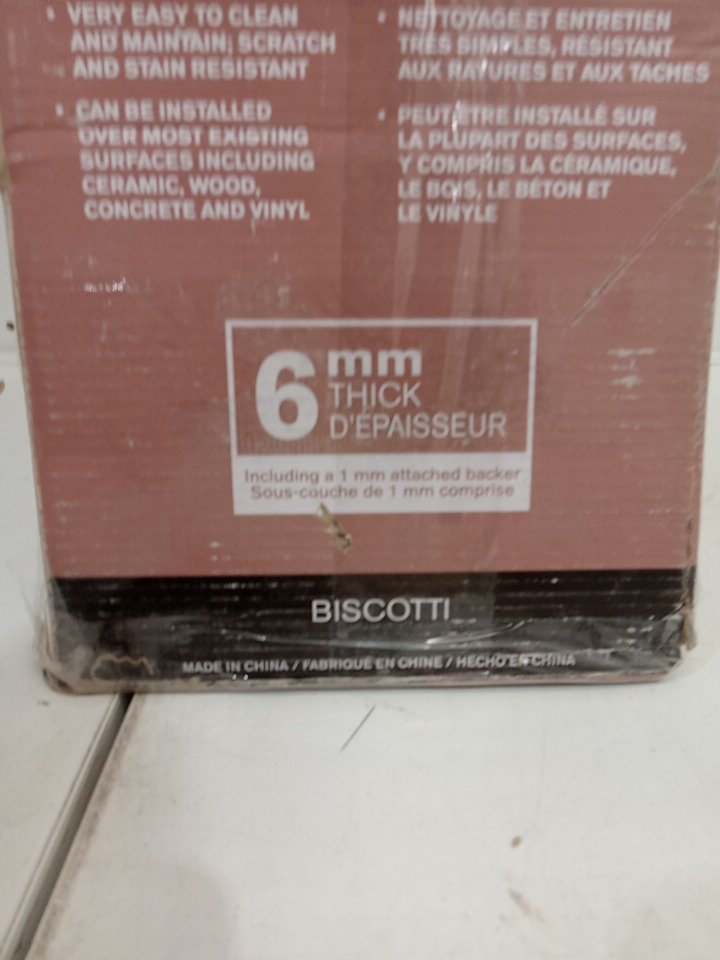 • VERY EASY TO CLEAN
AND MAINTAIN; SCRATCH
AND STAIN RESISTANT
• CAN BE INSTALLED
OVER MOST EXISTING
SURFACES INCLUDING
CERAMIC, WOOD,
CONCRETE AND VINYL
• NETTOYAGE ET ENTRETIEN
TRÈS SIMPLES, RÉSISTANT
AUX RAYURES ET AUX TACHES
• PEUT ÊTRE INSTALLÉ SUR
LA PLUPART DES SURFACES,
Y COMPRIS LA CÉRAMIQUE,
LE BOIS, LE BÉTON ET
LE VINYLE
6 mm
THICK
D'ÉPAISSEUR
Including a 1 mm attached backer
Sous-couche de 1 mm comprise
BISCOTTI
MADE IN CHINA / FABRIQUÉ EN CHINE / HECHO EN CHINA